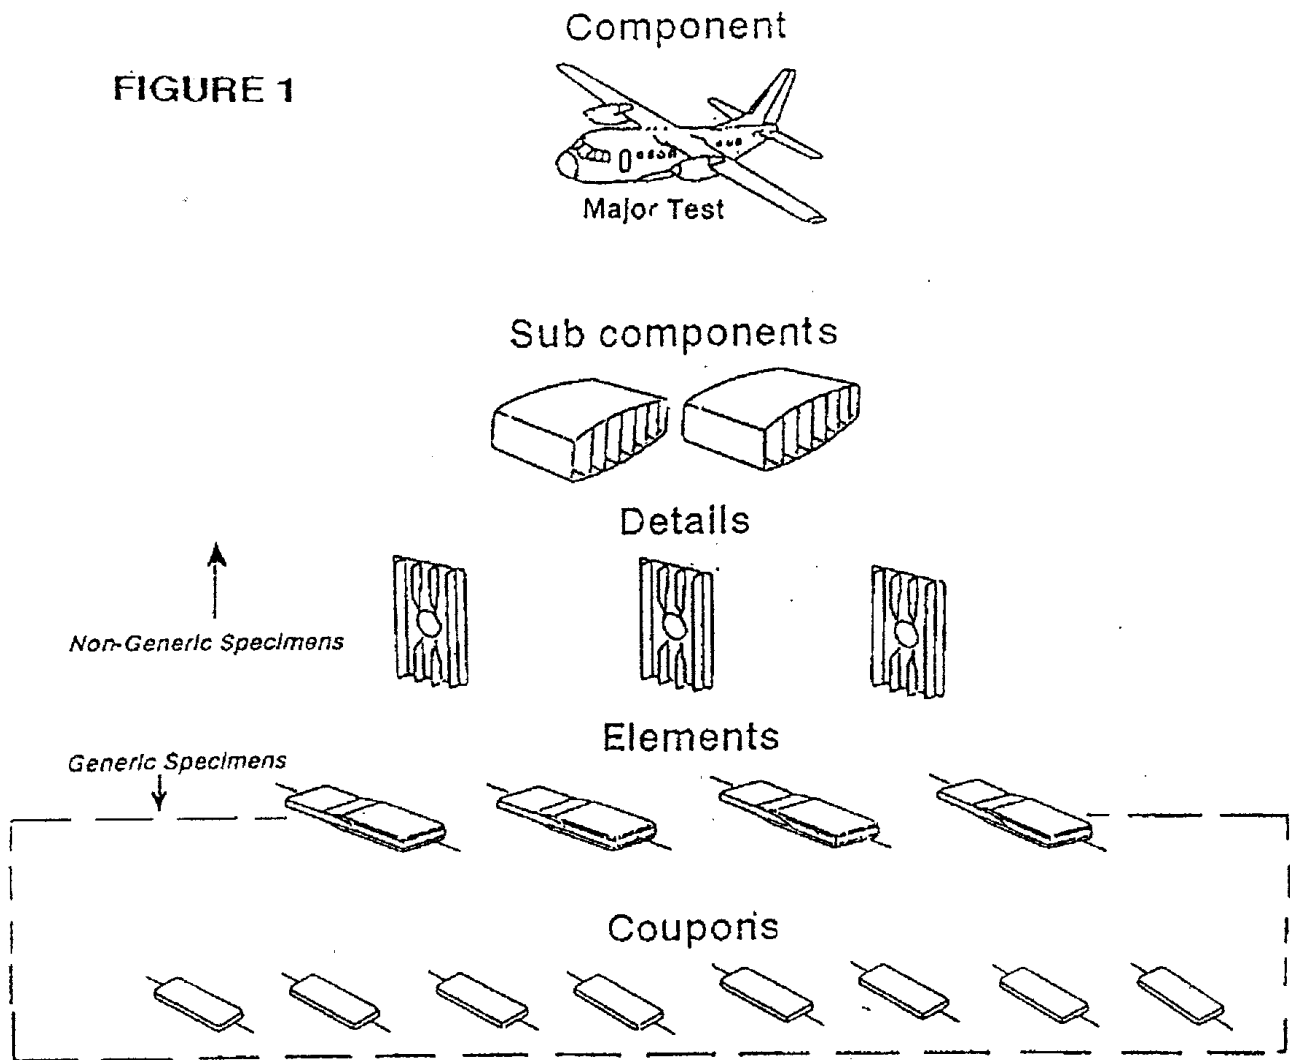 Component
FIGURE 1
Major Test
Sub components
Details
Non-Generic Specimens
Elements
Generic Specimens
Coupons